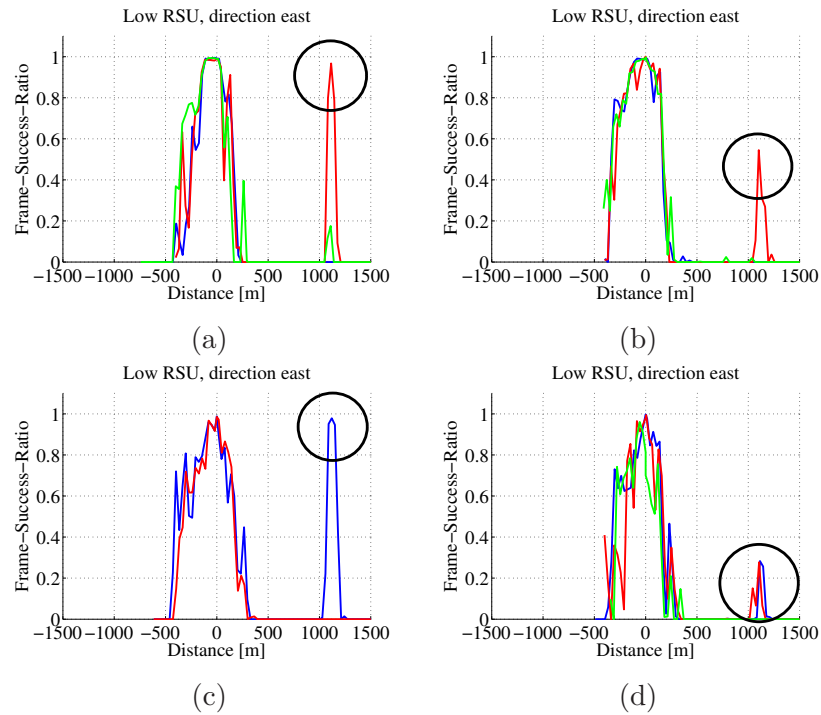 Low RSU, direction east
Frame−Success−Ratio
1
0.8
0.6
0.4
0.2
0
−1500 −1000 −500 0 500 1000 1500
Distance [m]
(a)
Low RSU, direction east
Frame−Success−Ratio
1
0.8
0.6
0.4
0.2
0
−1500 −1000 −500 0 500 1000 1500
Distance [m]
(b)
Low RSU, direction east
Frame−Success−Ratio
1
0.8
0.6
0.4
0.2
0
−1500 −1000 −500 0 500 1000 1500
Distance [m]
(c)
Low RSU, direction east
Frame−Success−Ratio
1
0.8
0.6
0.4
0.2
0
−1500 −1000 −500 0 500 1000 1500
Distance [m]
(d)